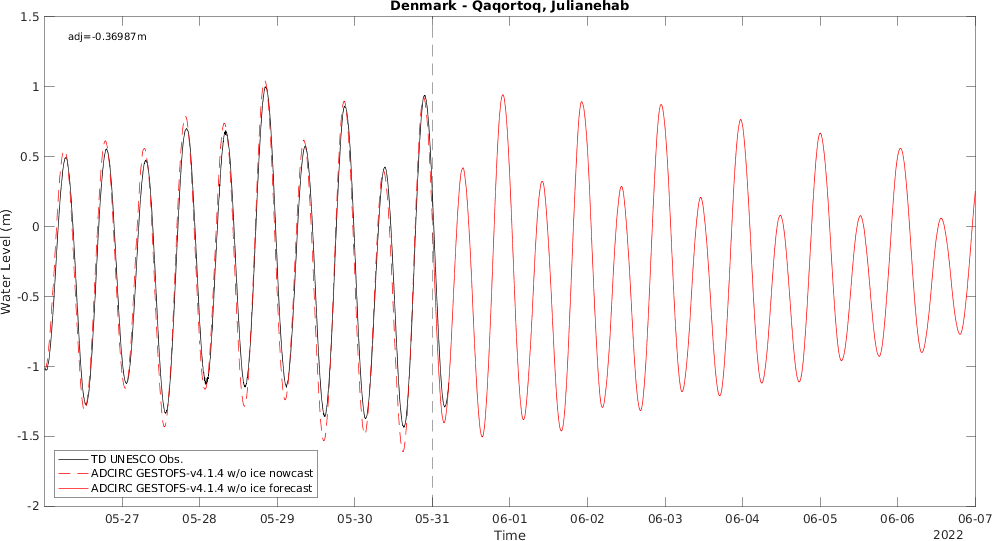 Denmark - Qaqortoq, Julianehab
adj=-0.36987m
1.5
1
0.5
0
-0.5
-1
-1.5
-2
Water Level (m)
TD UNESCO Obs.
ADCIRC GESTOFS-v4.1.4 w/o ice nowcast
ADCIRC GESTOFS-v4.1.4 w/o ice forecast
05-27 05-28 05-29 05-30 05-31 06-01 06-02 06-03 06-04 06-05 06-06 06-07
Time
2022